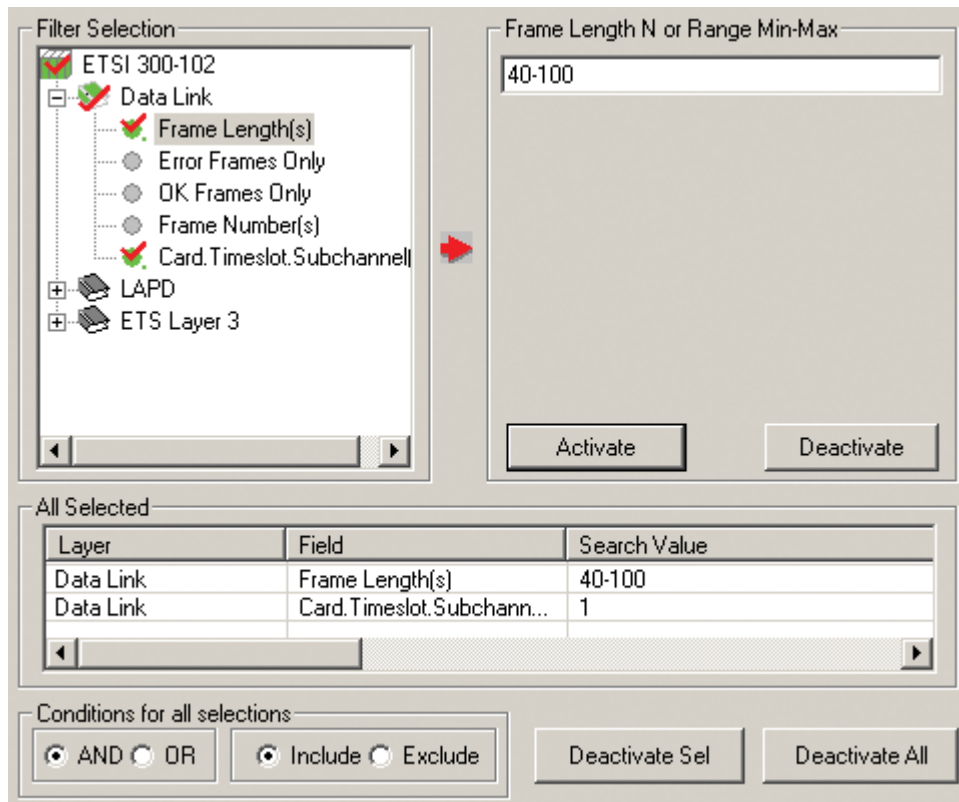 Filter Selection
ETSI 300-102
Data Link
Frame Length(s)
Error Frames Only
OK Frames Only
Frame Number(s)
Card.Timeslot.Subchannel(
LAPD
ETS Layer 3
Frame Length N or Range Min-Max
40-100
Activate Deactivate
All Selected
Layer Field Search Value
Data Link Frame Length(s) 40-100
Data Link Card.Timeslot.Subchann... 1
Conditions for all selections
AND OR Include Exclude Deactivate Sel Deactivate All